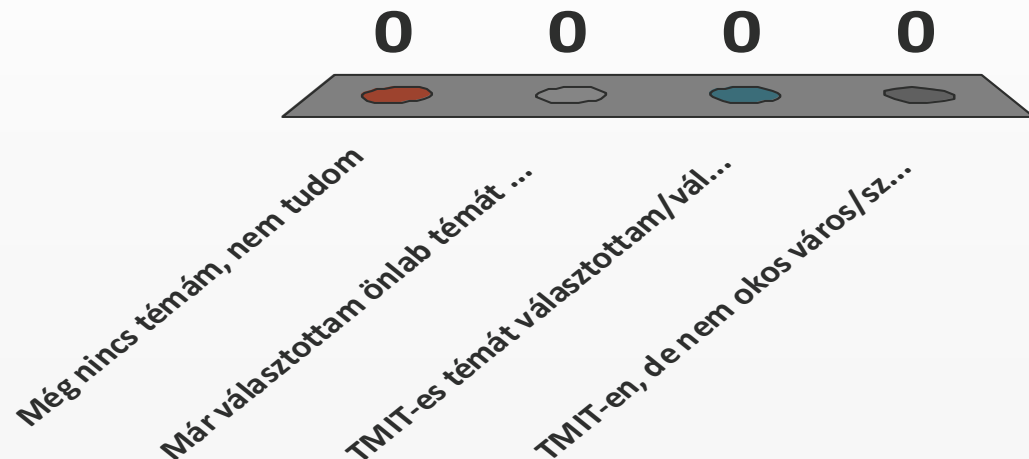 0 0 0 0
Még nincs témám, nem tudom
Már választottam önlab témát ...
TMIT-es témát választottam/vál...
TMIT-en, de nem okos város/sz...